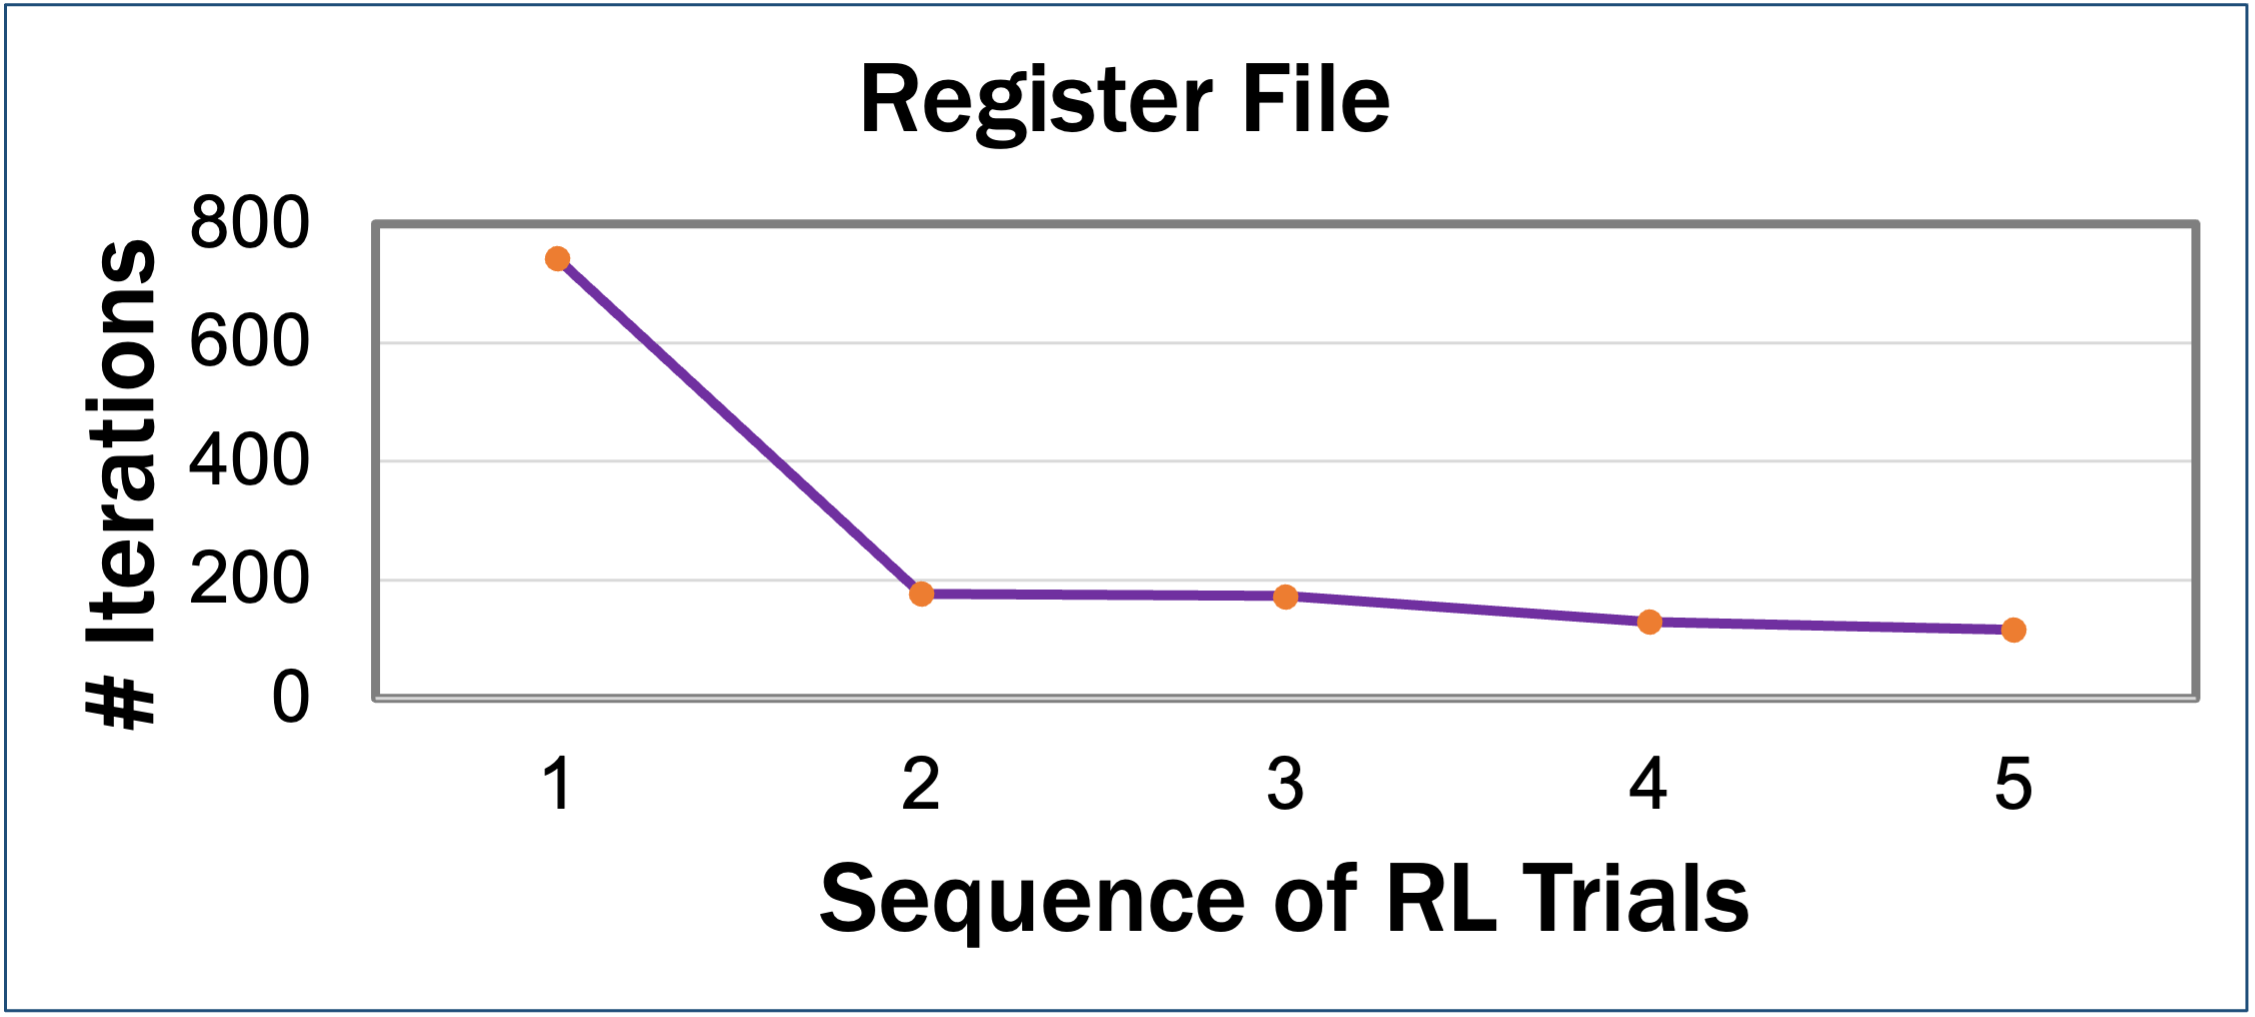 Register File
# Iterations
800
600
400
200
0
1 2 3 4 5
Sequence of RL Trials